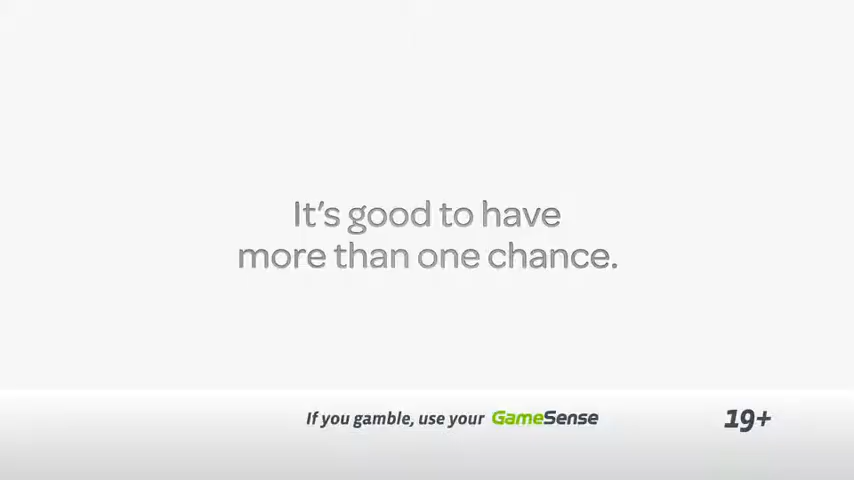 It's good to have
more than one chance.
If you gamble, use your GameSense
19+